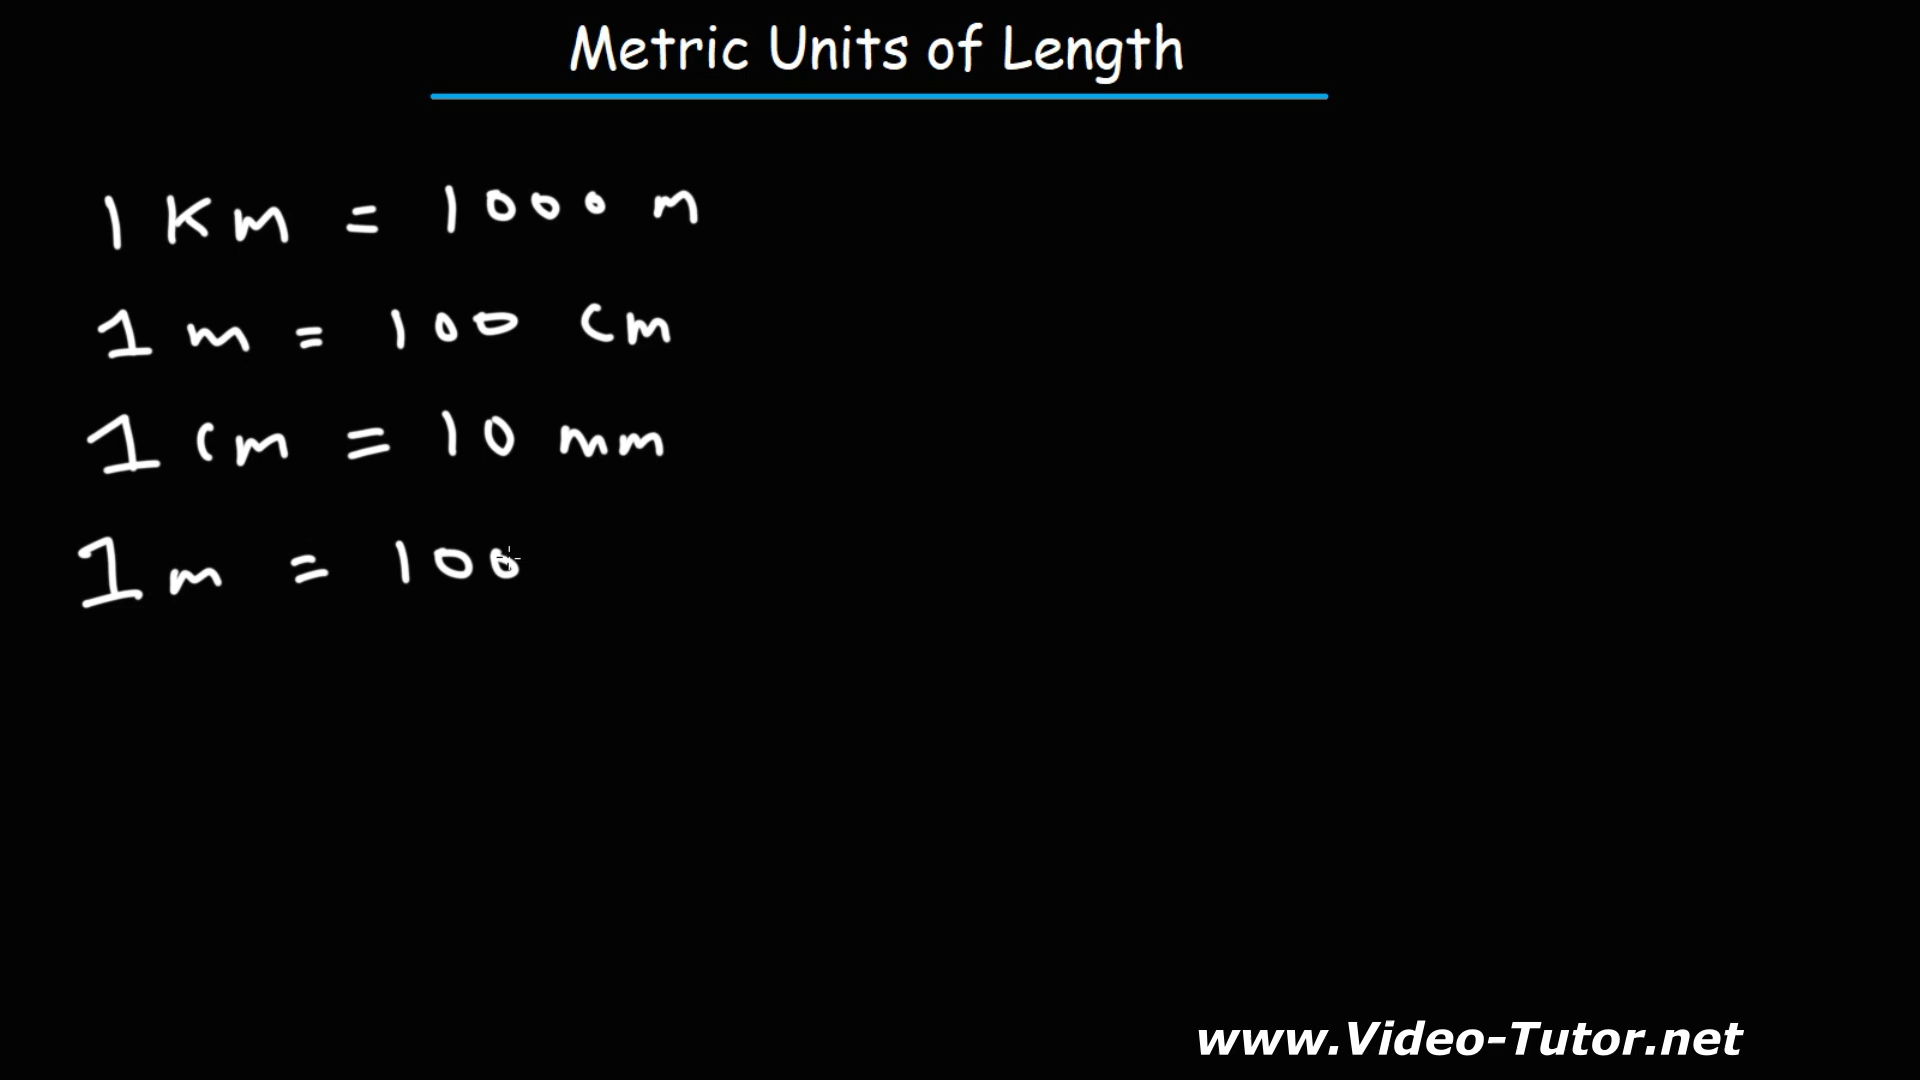 Metric Units of Length
1 Km = 1000 m
1 m = 100 cm
1 cm = 10 mm
1 m = 100
www.Video-Tutor.net